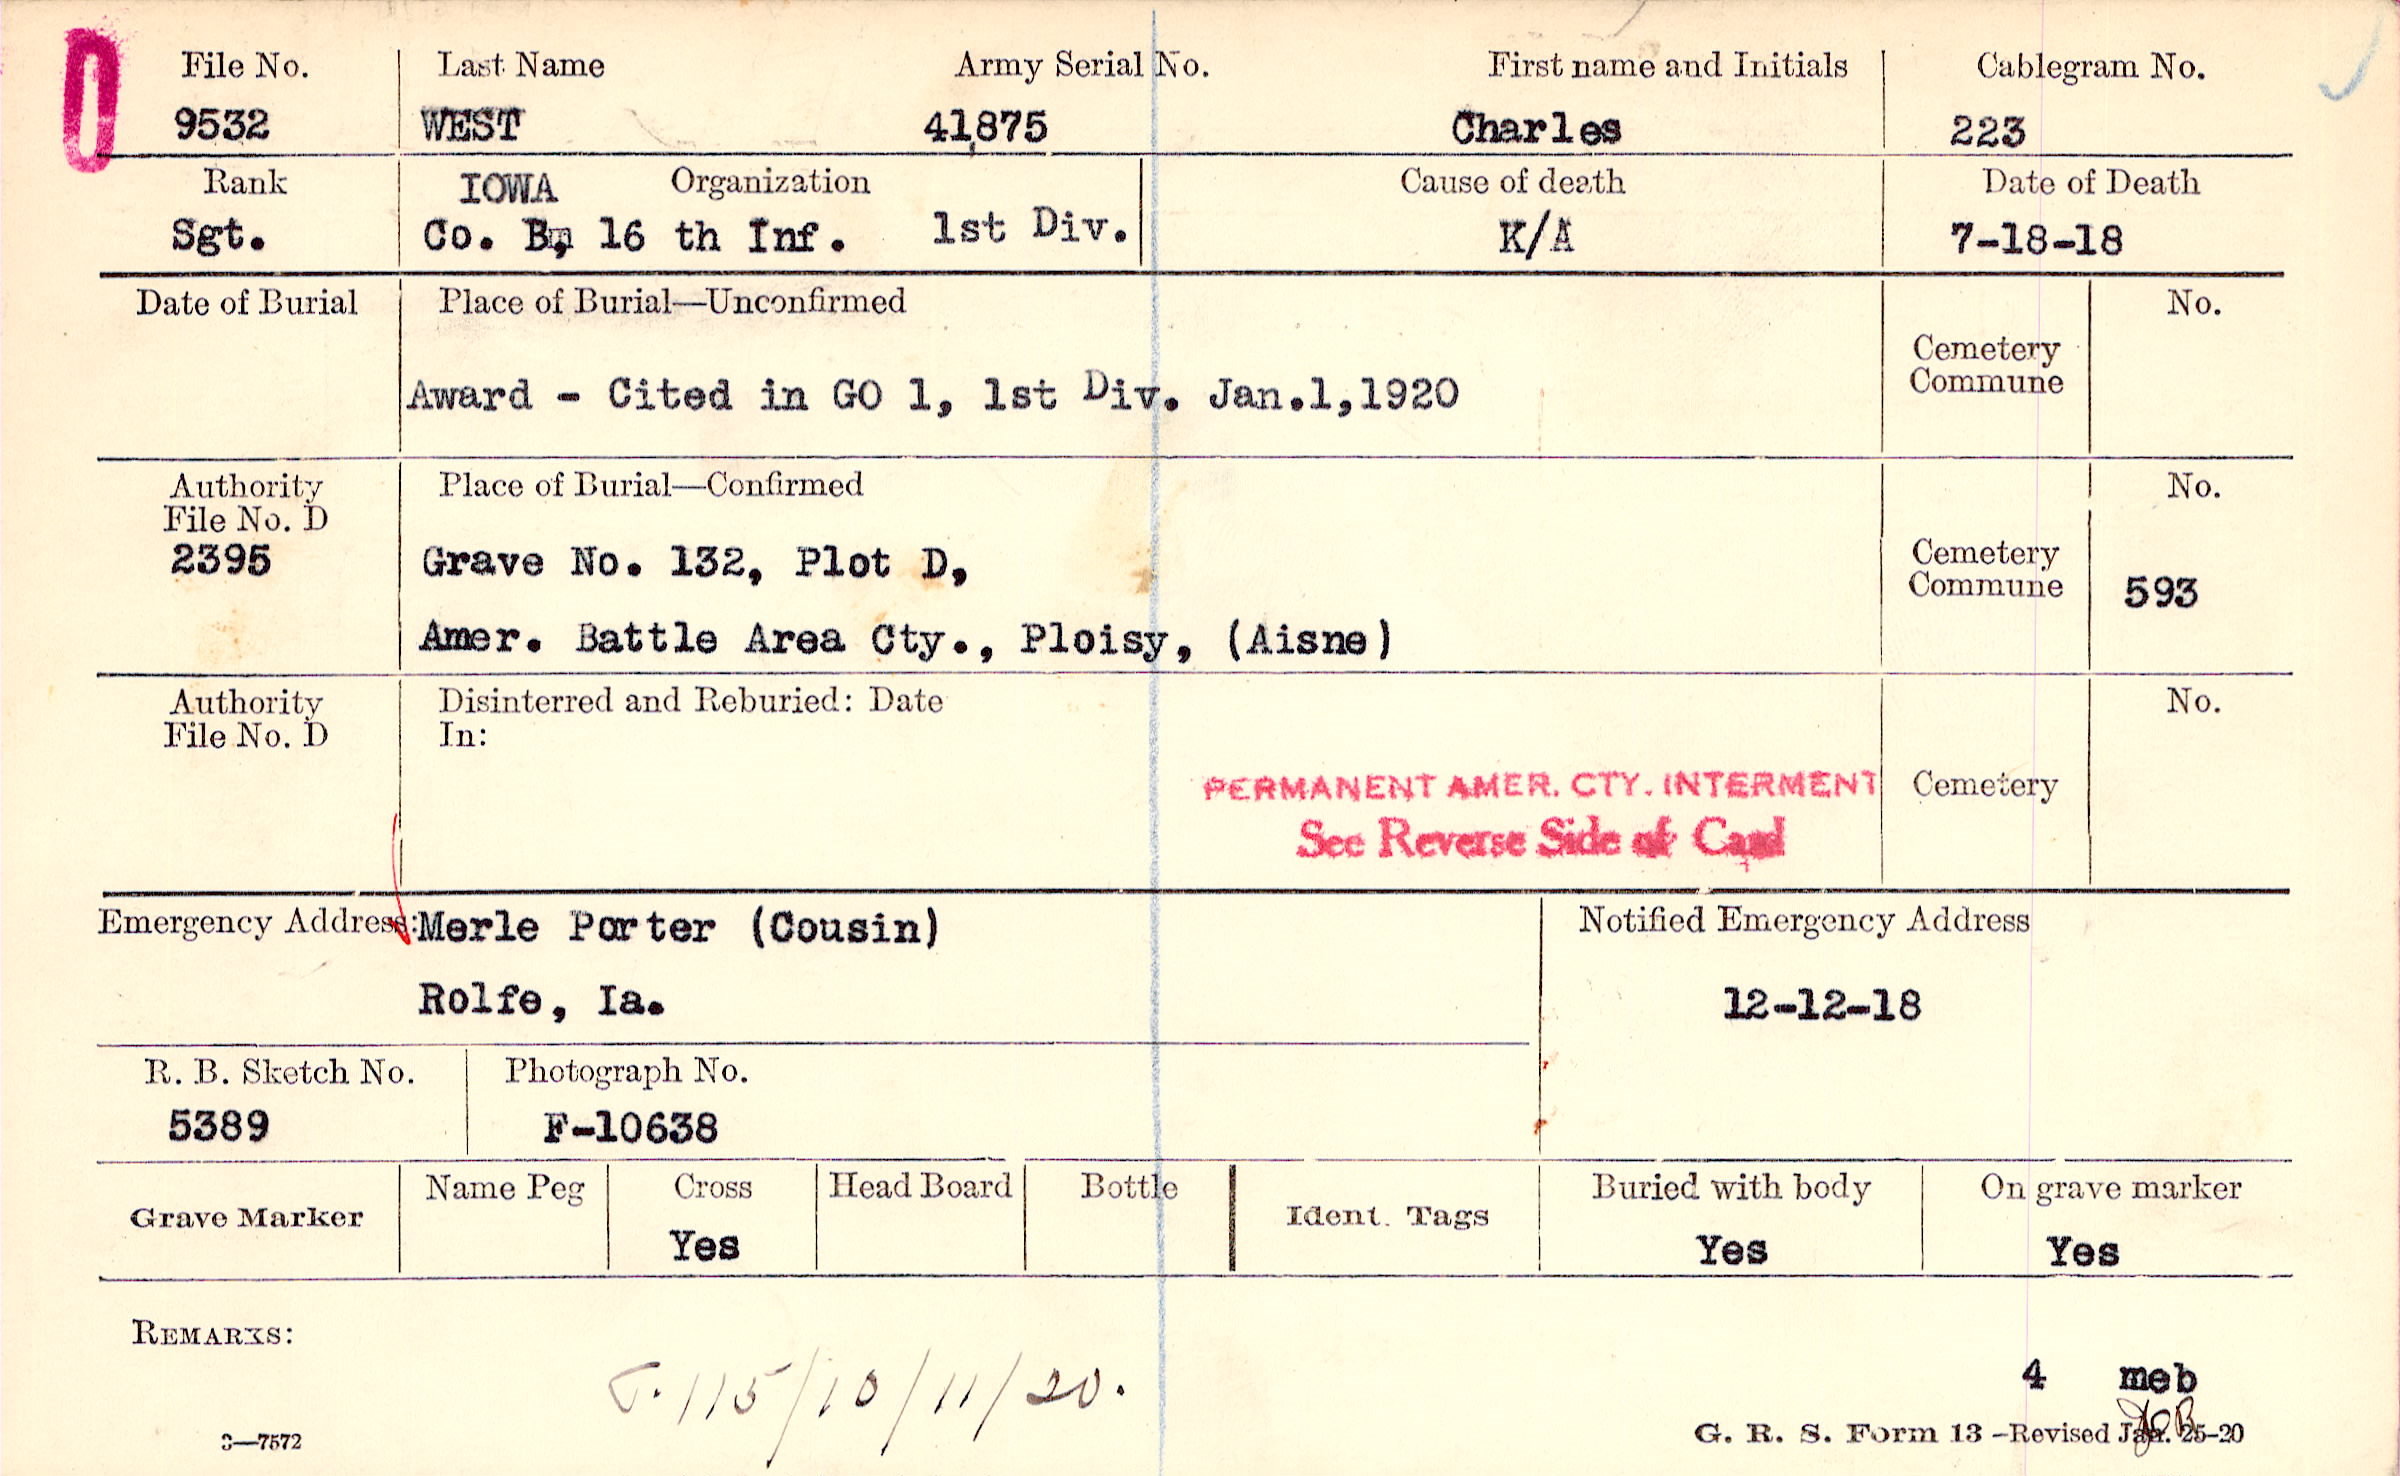 File No. Last Name Army Serial No. First name and Initials Cablegram No.
9532 WEST 41875 Charles 223
Rank IOWA Organization Cause of death Date of Death
Sgt. Co. B, 16 th Inf. 1st Div. K/A 7-18-18
Date of Burial Place of Burial—Unconfirmed No.
Cemetery
Commune
Award - Cited in GO 1, 1st Div. Jan.1,1920
Authority Place of Burial—Confirmed No.
File No. D
2395 Grave No. 132, Plot D, Cemetery
Commune 593
Amer. Battle Area Cty., Ploisy, (Aisne)
Authority Disinterred and Reburied: Date No.
File No. D In:
PERMANENT AMER. CTY. INTERMENT Cemetery
See Reverse Side of Card
Emergency Address: Merle Porter (Cousin) Notified Emergency Address
Rolfe, Ia. 12-12-18
R. B. Sketch No. Photograph No.
5389 F-10638
Grave Marker Name Peg Cross Head Board Bottle Ident. Tags Buried with body On grave marker
Yes Yes Yes
REMARKS:
115/10/11/20.
4 meb
3—7572 G. R. S. Form 13 —Revised Jan. 25-20